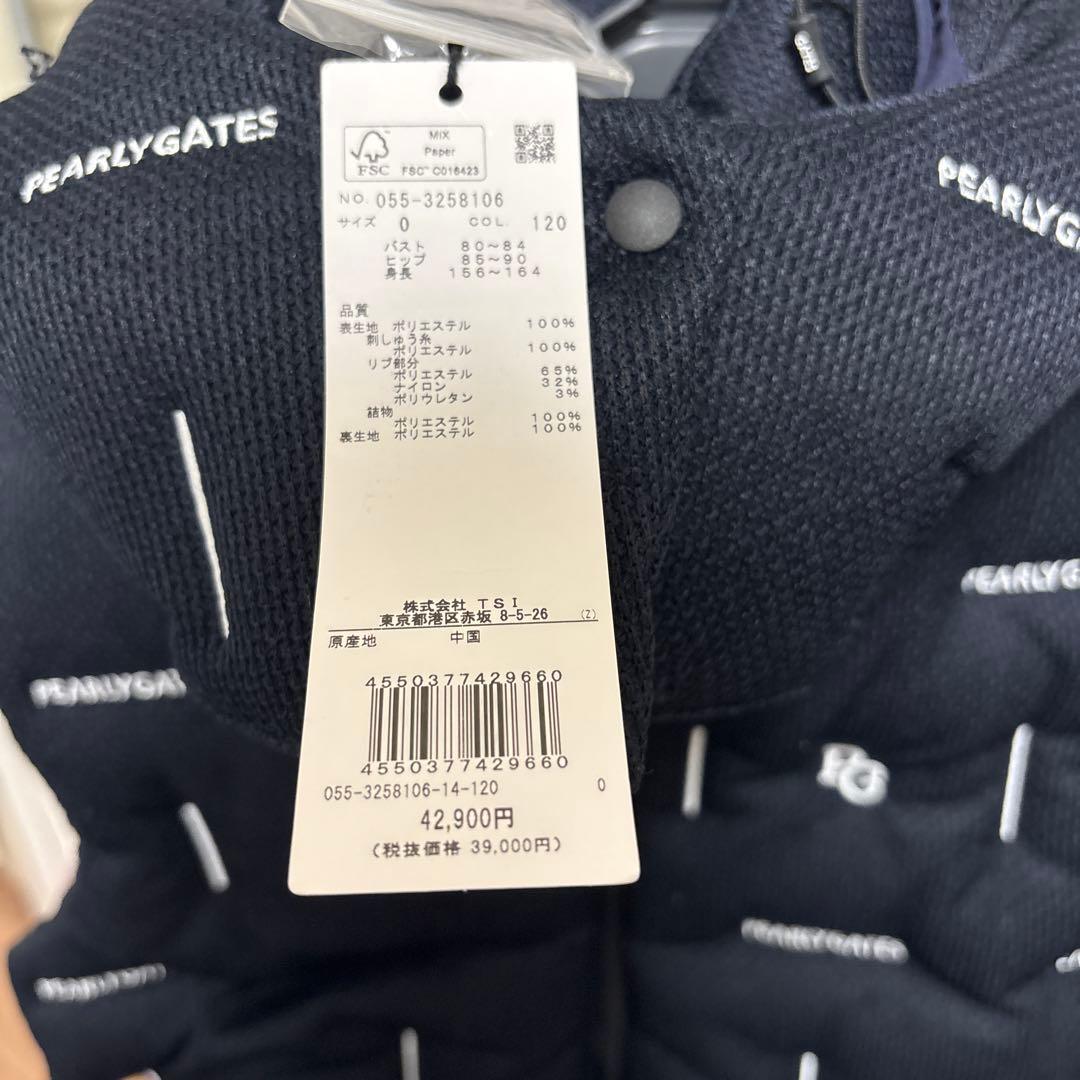 PEARLYGATES
MIX
Paper
FSC
FSC™ C016423
NO. 055-3258106
サイズ 0 COL. 120
バスト 80～84
ヒップ 85～90
身長 156～164
品質
表生地 ポリエステル 100%
刺しゅう糸
ポリエステル 100%
リブ部分
ポリエステル 65%
ナイロン 32%
ポリウレタン 3%
詰物
ポリエステル 100%
裏生地 ポリエステル 100%
株式会社 TSI
東京都港区赤坂 8-5-26 (Z)
原産地 中国
4550377429660
4550377429660
055-3258106-14-120 0
42,900円
(税抜価格 39,000円)
PEARLYG
PEARLYG
PEARLYGAT
PG
PEARLYGATES